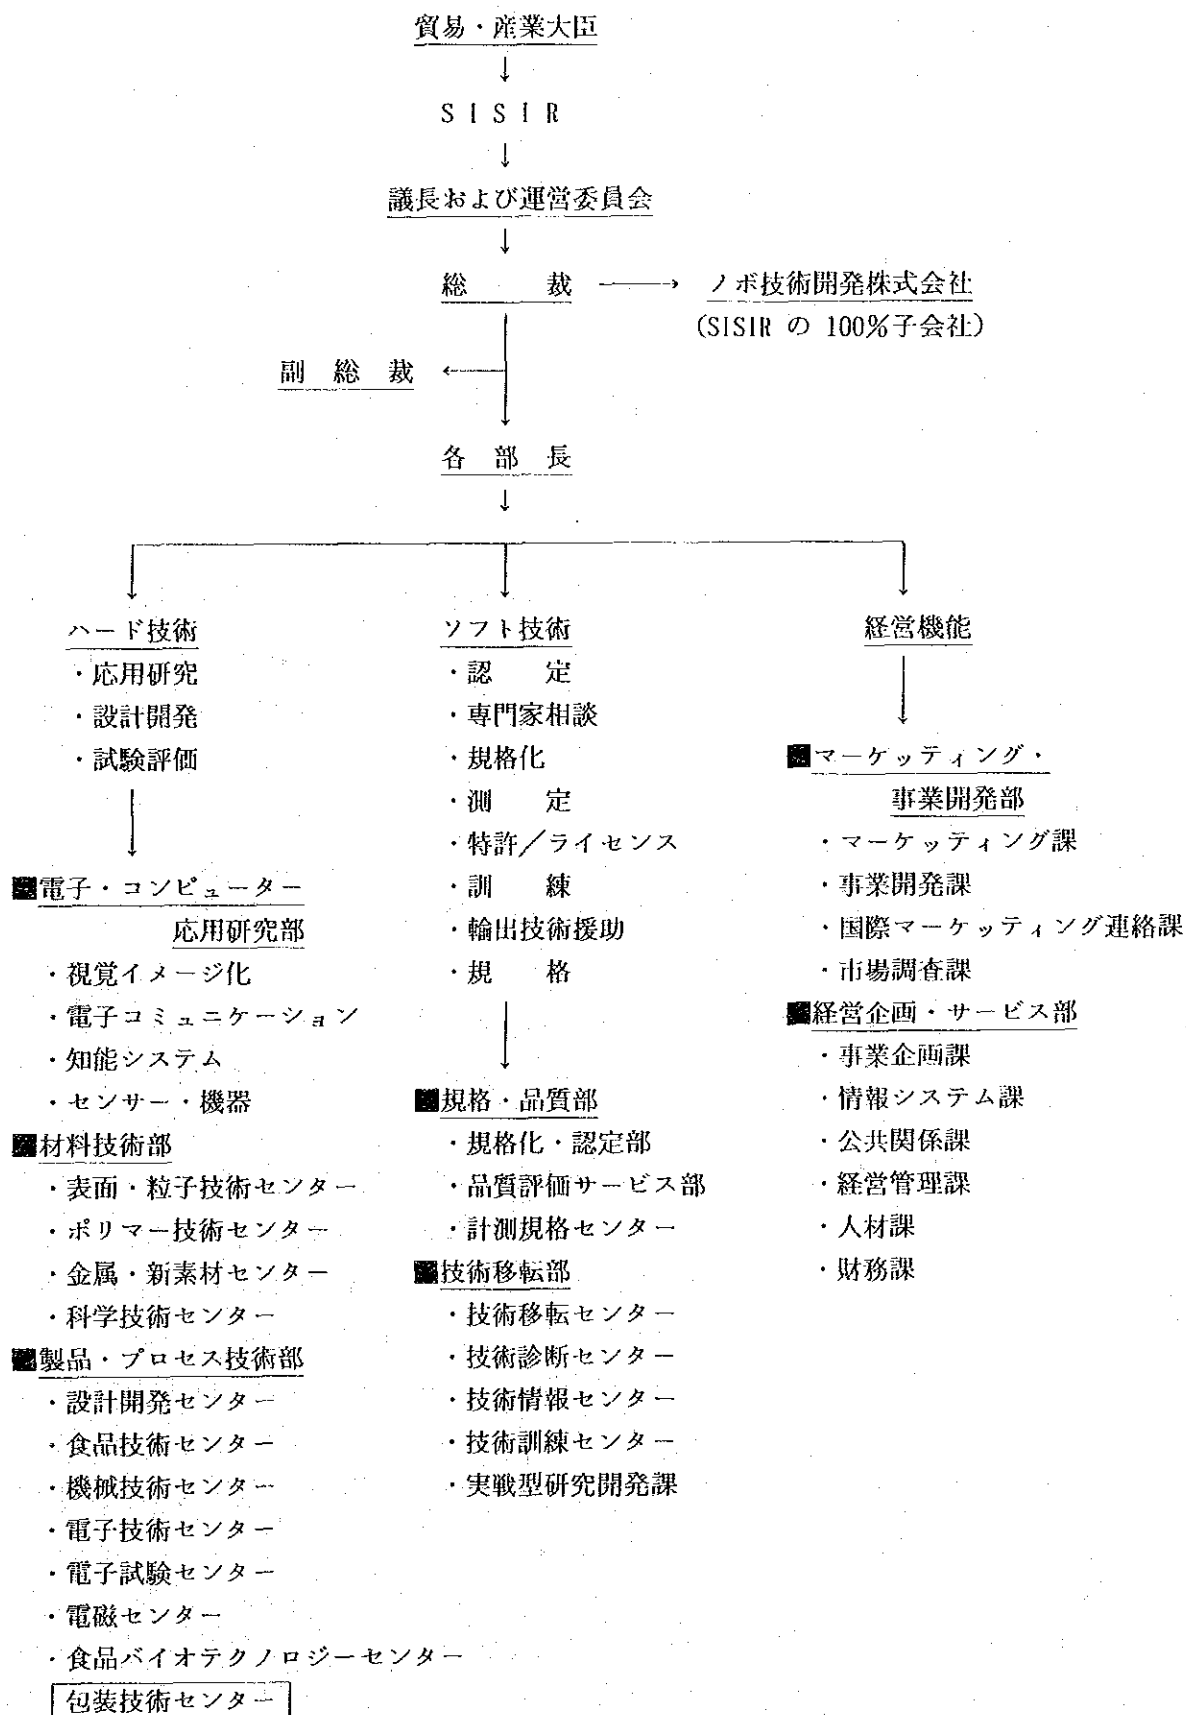 貿易・産業大臣
↓
SISIR
↓
議長および運営委員会
↓
総 裁 → ノボ技術開発株式会社
(SISIR の 100%子会社)
副 総 裁 ←
各 部 長
↓
ハード技術
・応用研究
・設計開発
・試験評価
■電子・コンピューター
応用研究部
・視覚イメージ化
・電子コミュニケーション
・知能システム
・センサー・機器
■材料技術部
・表面・粒子技術センター
・ポリマー技術センター
・金属・新素材センター
・科学技術センター
■製品・プロセス技術部
・設計開発センター
・食品技術センター
・機械技術センター
・電子技術センター
・電子試験センター
・電磁センター
・食品バイオテクノロジーセンター
包装技術センター
ソフト技術
・認 定
・専門家相談
・規格化
・測 定
・特許/ライセンス
・訓 練
・輸出技術援助
・規 格
■規格・品質部
・規格化・認定部
・品質評価サービス部
・計測規格センター
■技術移転部
・技術移転センター
・技術診断センター
・技術情報センター
・技術訓練センター
・実戦型研究開発課
経営機能
■マーケッティング・
事業開発部
・マーケッティング課
・事業開発課
・国際マーケッティング連絡課
・市場調査課
■経営企画・サービス部
・事業企画課
・情報システム課
・公共関係課
・経営管理課
・人材課
・財務課